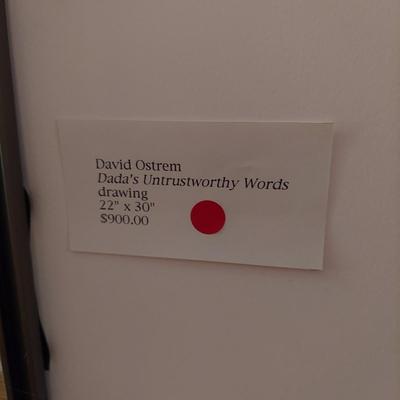 David Ostrem
Dada's Untrustworthy Words
drawing
22" x 30"
$900.00